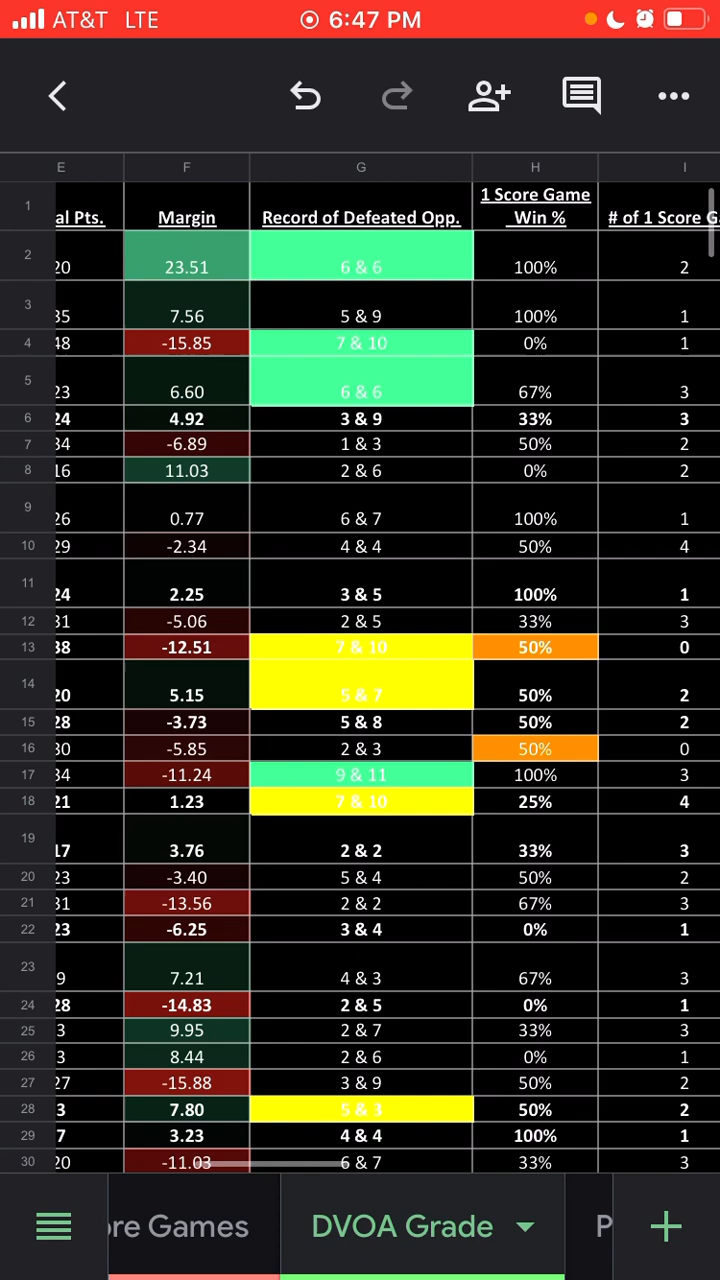 AT&T LTE 6:47 PM
E F G H I
1 al Pts. Margin Record of Defeated Opp. 1 Score Game Win % # of 1 Score G
2 20 23.51 6 & 6 100% 2
3 35 7.56 5 & 9 100% 1
4 48 -15.85 7 & 10 0% 1
5 23 6.60 6 & 6 67% 3
6 24 4.92 3 & 9 33% 3
7 34 -6.89 1 & 3 50% 2
8 16 11.03 2 & 6 0% 2
9 26 0.77 6 & 7 100% 1
10 29 -2.34 4 & 4 50% 4
11 24 2.25 3 & 5 100% 1
12 31 -5.06 2 & 5 33% 3
13 38 -12.51 7 & 10 50% 0
14 20 5.15 5 & 7 50% 2
15 28 -3.73 5 & 8 50% 2
16 30 -5.85 2 & 3 50% 0
17 34 -11.24 9 & 11 100% 3
18 21 1.23 7 & 10 25% 4
19 17 3.76 2 & 2 33% 3
20 23 -3.40 5 & 4 50% 2
21 31 -13.56 2 & 2 67% 3
22 23 -6.25 3 & 4 0% 1
23 9 7.21 4 & 3 67% 3
24 28 -14.83 2 & 5 0% 1
25 3 9.95 2 & 7 33% 3
26 3 8.44 2 & 6 0% 1
27 27 -15.88 3 & 9 50% 2
28 3 7.80 5 & 3 50% 2
29 7 3.23 4 & 4 100% 1
30 20 -11.03 6 & 7 33% 3
ore Games DVOA Grade P